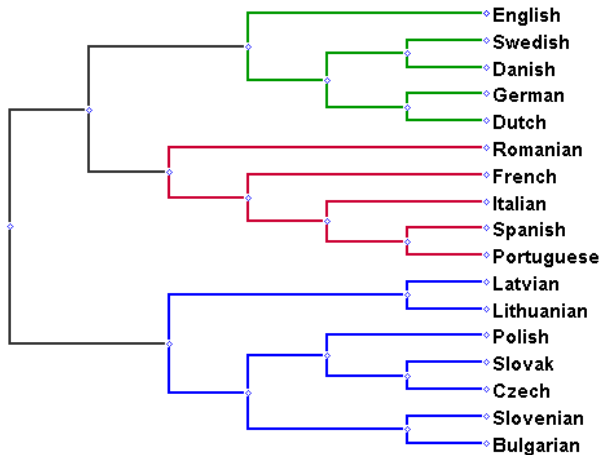 English
Swedish
Danish
German
Dutch
Romanian
French
Italian
Spanish
Portuguese
Latvian
Lithuanian
Polish
Slovak
Czech
Slovenian
Bulgarian